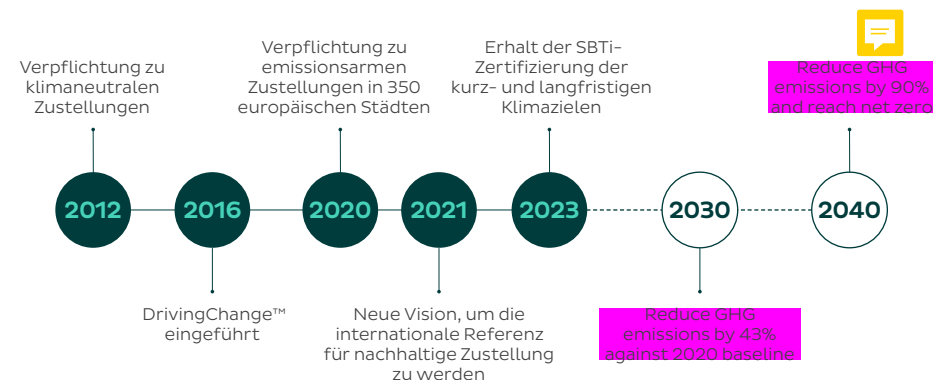 Verpflichtung zu
klimaneutralen
Zustellungen
Verpflichtung zu
emissionsarmen
Zustellungen in 350
europäischen Städten
Erhalt der SBTi-
Zertifizierung der
kurz- und langfristigen
Klimazielen
Reduce GHG
emissions by 90%
and reach net zero
2012
2016
2020
2021
2023
2030
2040
DrivingChange™
eingeführt
Neue Vision, um die
internationale Referenz
für nachhaltige Zustellung
zu werden
Reduce GHG
emissions by 43%
against 2020 baseline